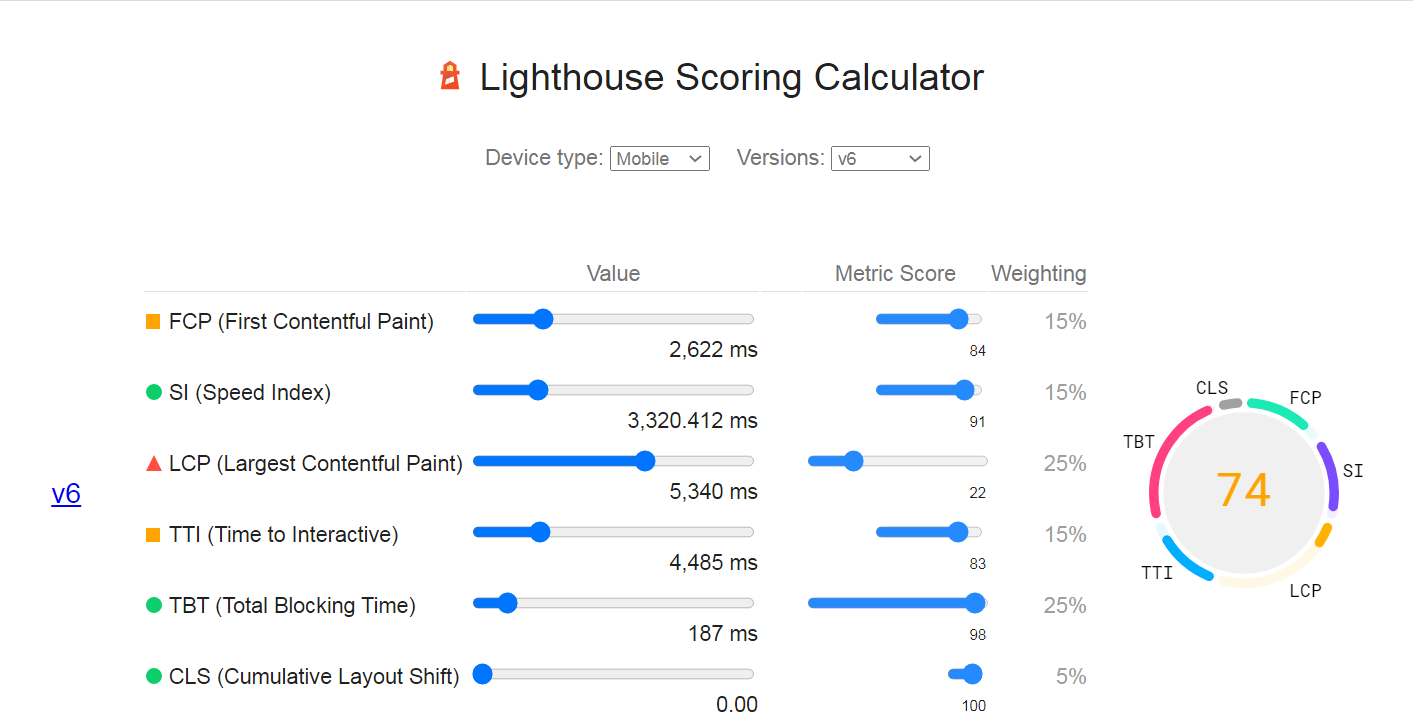 Lighthouse Scoring Calculator
Device type: Mobile Versions: v6
Value Metric Score Weighting
FCP (First Contentful Paint) 15%
2,622 ms 84
SI (Speed Index) 15%
3,320.412 ms 91
LCP (Largest Contentful Paint) 25%
5,340 ms 22
v6
TTI (Time to Interactive) 15%
4,485 ms 83
TBT (Total Blocking Time) 25%
187 ms 98
CLS (Cumulative Layout Shift) 5%
0.00 100
CLS FCP
TBT
SI
74
TTI
LCP